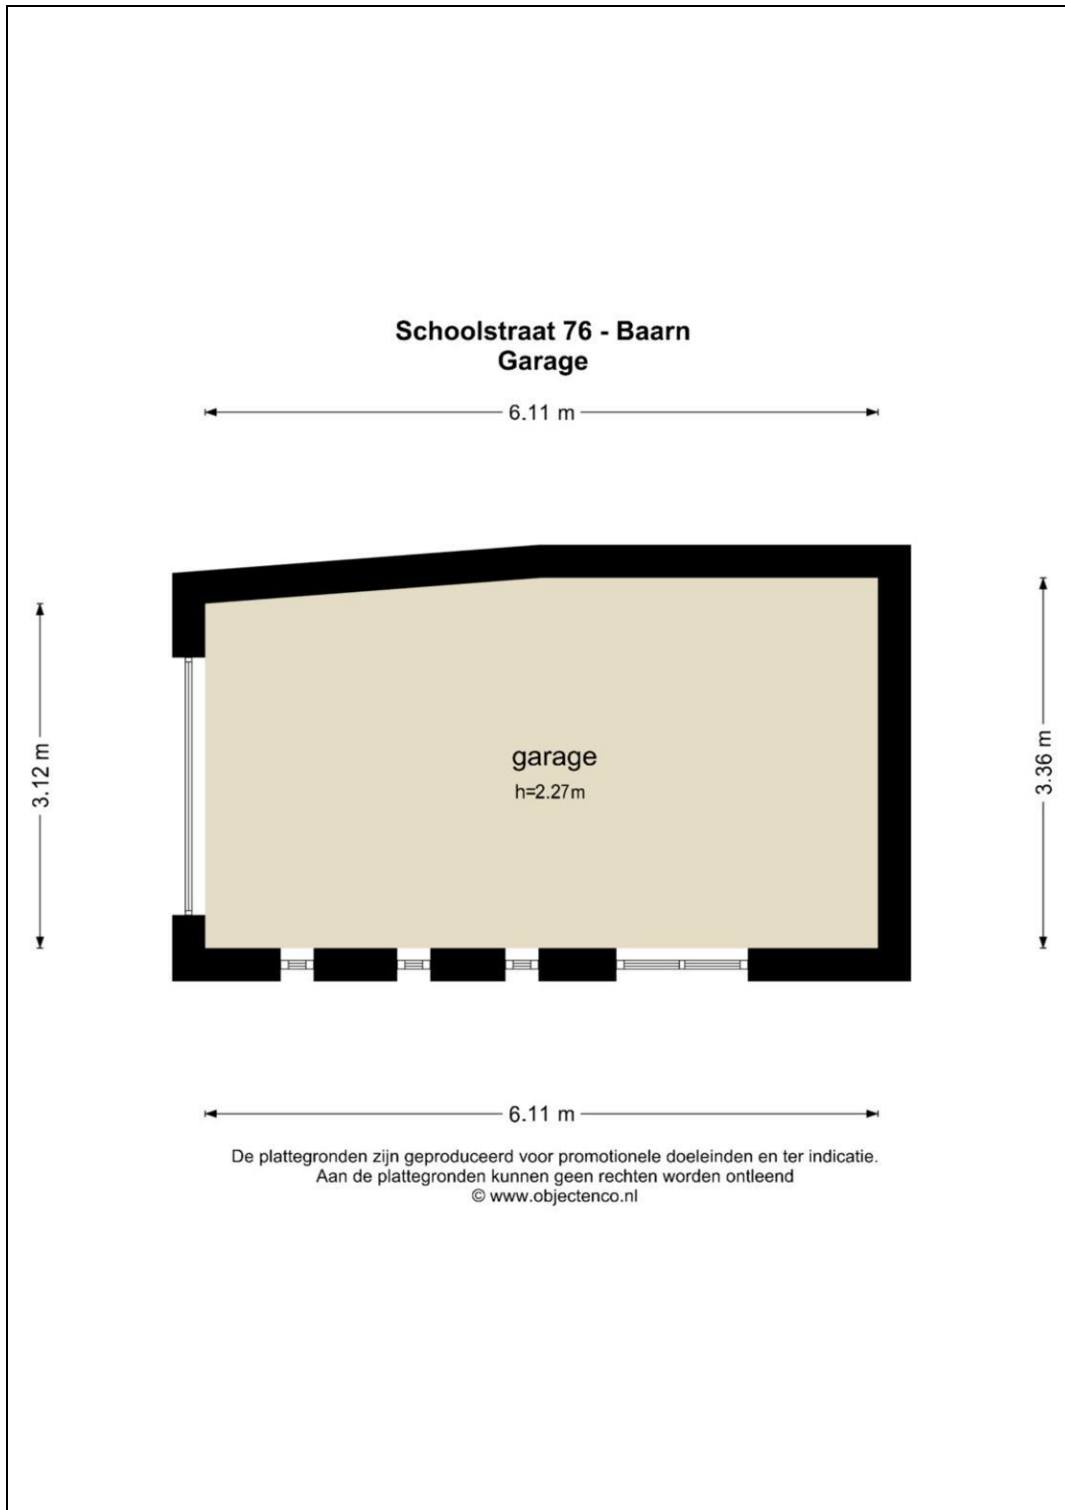 Schoolstraat 76 - Baarn
Garage
6.11 m
3.12 m
3.36 m
garage
h=2.27m
6.11 m
De plattegronden zijn geproduceerd voor promotionele doeleinden en ter indicatie.
Aan de plattegronden kunnen geen rechten worden ontleend
© www.objectenco.nl